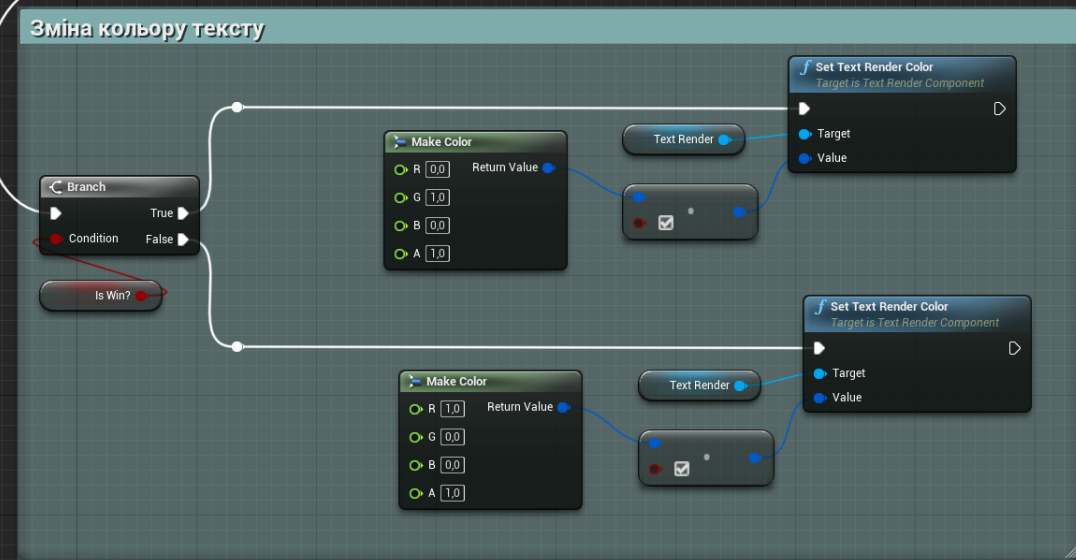 Зміна кольору тексту
Set Text Render Color
Target is Text Render Component
Target
Value
Text Render
Make Color
R 0,0 Return Value
G 1,0
B 0,0
A 1,0
Branch
True
Condition False
Is Win?
Set Text Render Color
Target is Text Render Component
Target
Value
Text Render
Make Color
R 1,0 Return Value
G 0,0
B 0,0
A 1,0